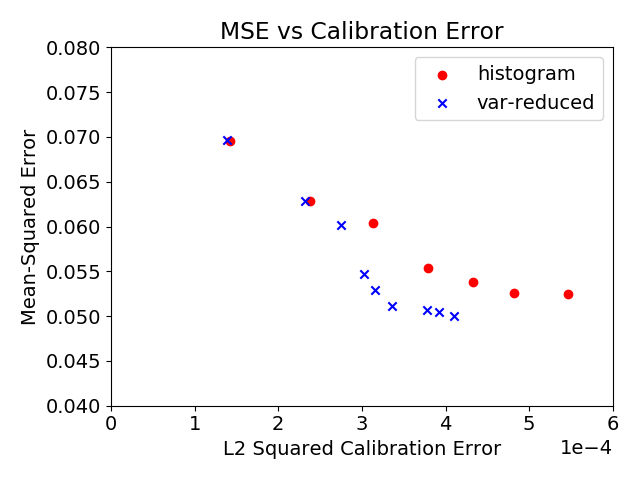 MSE vs Calibration Error
histogram
var-reduced
Mean-Squared Error
0.080
0.075
0.070
0.065
0.060
0.055
0.050
0.045
0.040
0 1 2 3 4 5 6
1e−4
L2 Squared Calibration Error